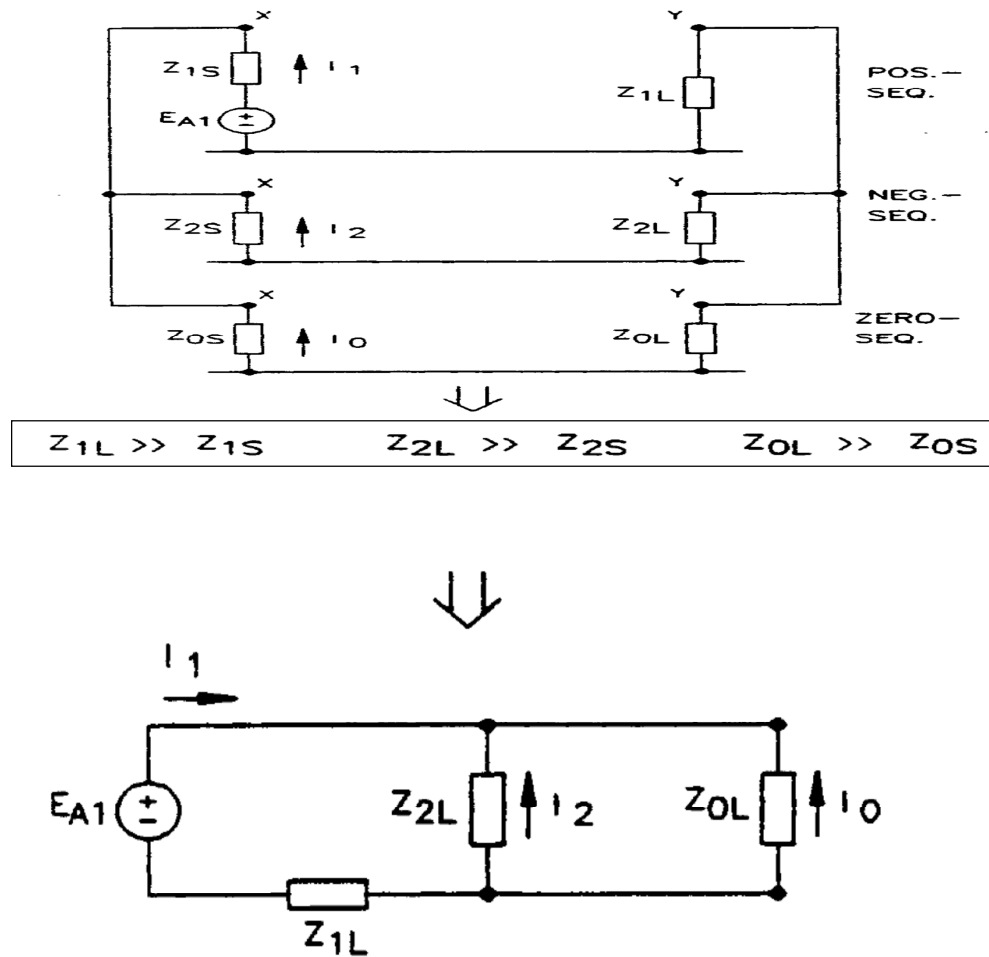 X
Y
Z1S
I1
EA1
Z1L
POS.-
SEQ.
X
Y
Z2S
I2
Z2L
NEG.-
SEQ.
X
Y
Z0S
I0
Z0L
ZERO-
SEQ.
Z1L >> Z1S Z2L >> Z2S Z0L >> Z0S
I1
EA1
Z2L
I2
Z0L
I0
Z1L